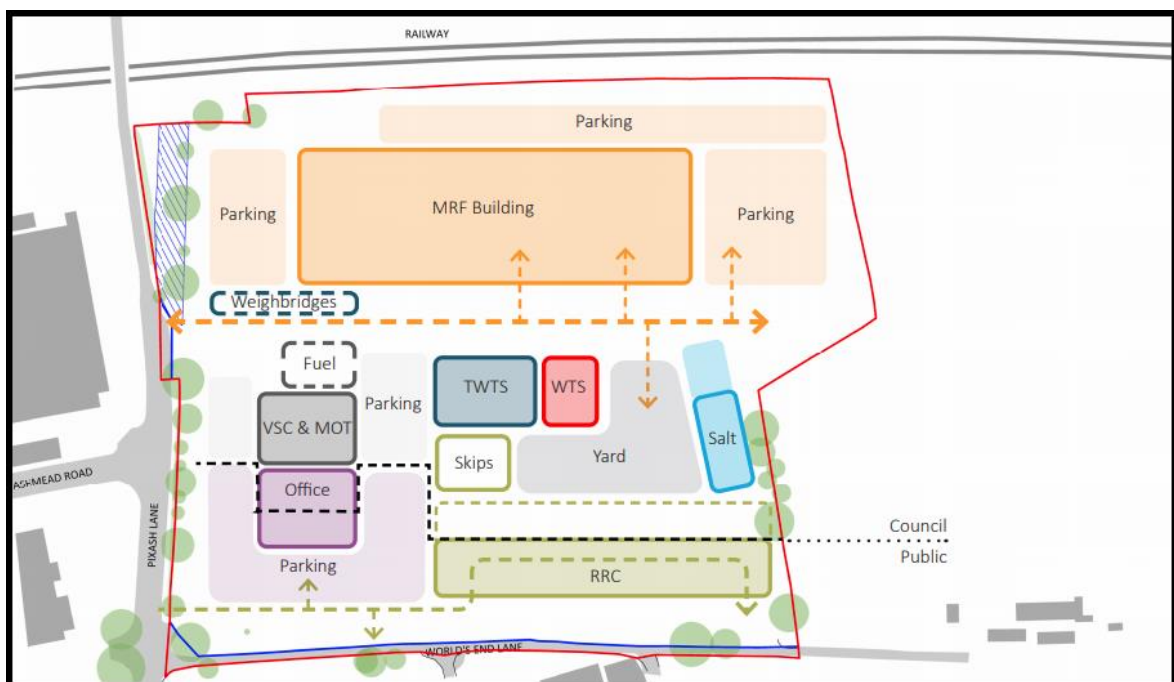 RAILWAY
Parking
MRF Building
Parking
Parking
Weighbridges
Fuel
Parking
TWTS
WTS
VSC & MOT
Salt
Skips
Yard
ASHMEAD ROAD
Office
PIXASH LANE
Council
Public
Parking
RRC
WORLD'S END LANE